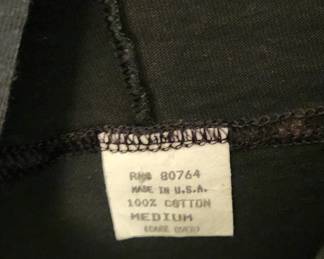 RN# 80764
MADE IN U.S.A.
100% COTTON
MEDIUM
(CARE OVER)